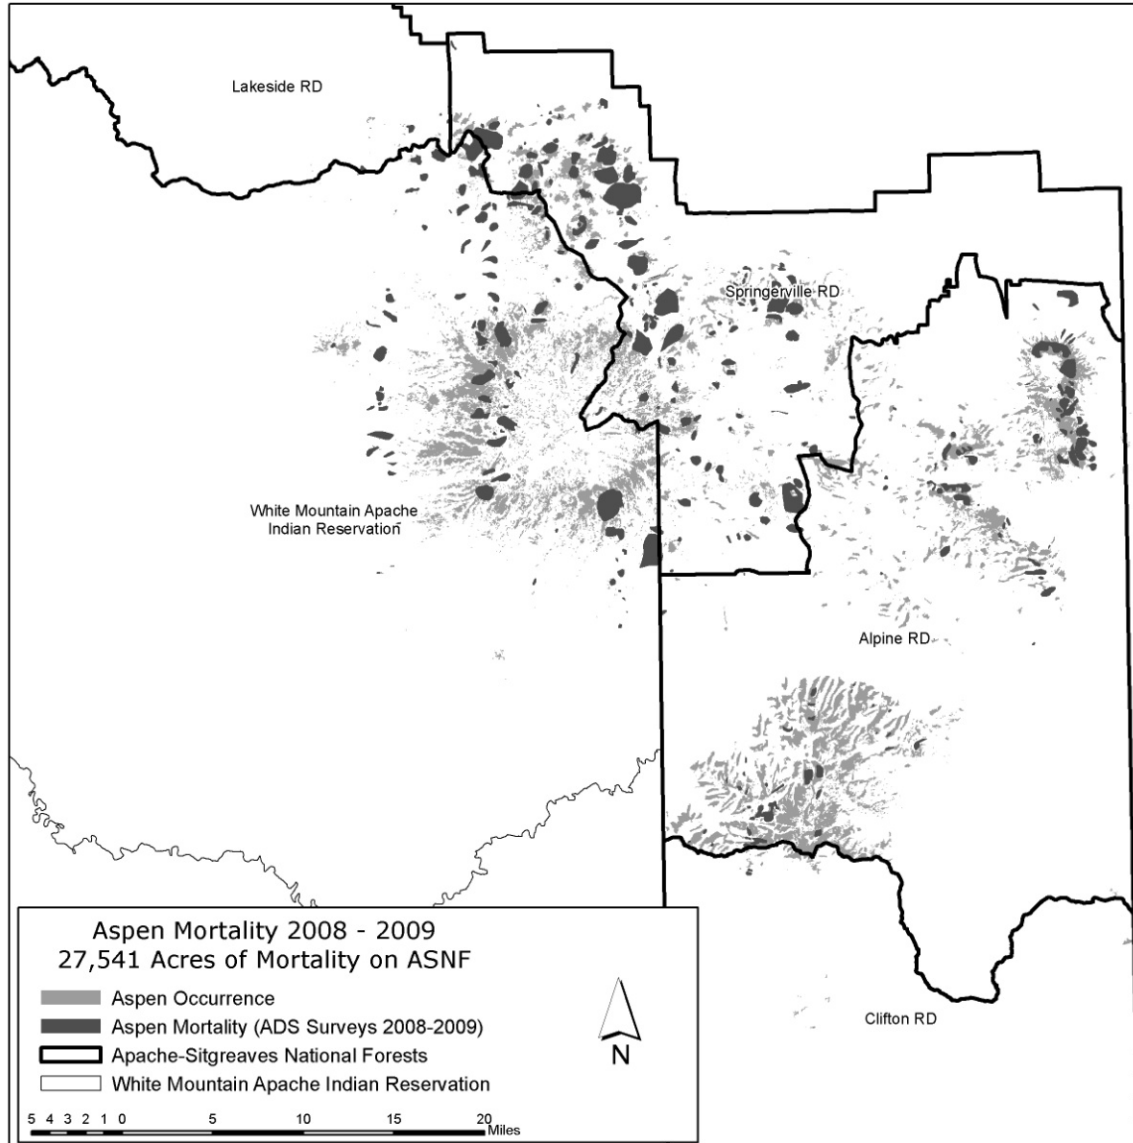 Lakeside RD
Springerville RD
White Mountain Apache
Indian Reservation
Alpine RD
Clifton RD
Aspen Mortality 2008 - 2009
27,541 Acres of Mortality on ASNF
Aspen Occurrence
Aspen Mortality (ADS Surveys 2008-2009)
Apache-Sitgreaves National Forests
White Mountain Apache Indian Reservation
N
5 4 3 2 1 0 5 10 15 20
Miles